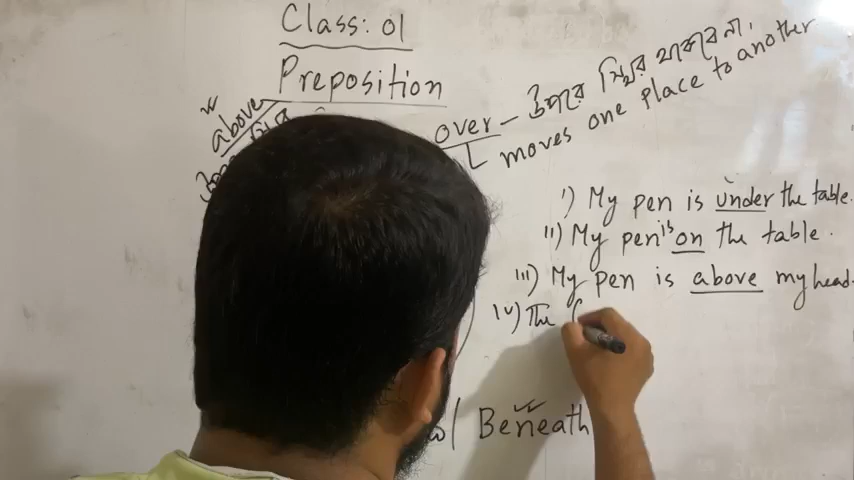 Class: 01
Preposition
above
over - উপরে স্থির থাকবে না।
moves one place to another
i) My pen is under the table.
ii) My pen is on the table.
iii) My pen is above my head.
iv) The
Beneath